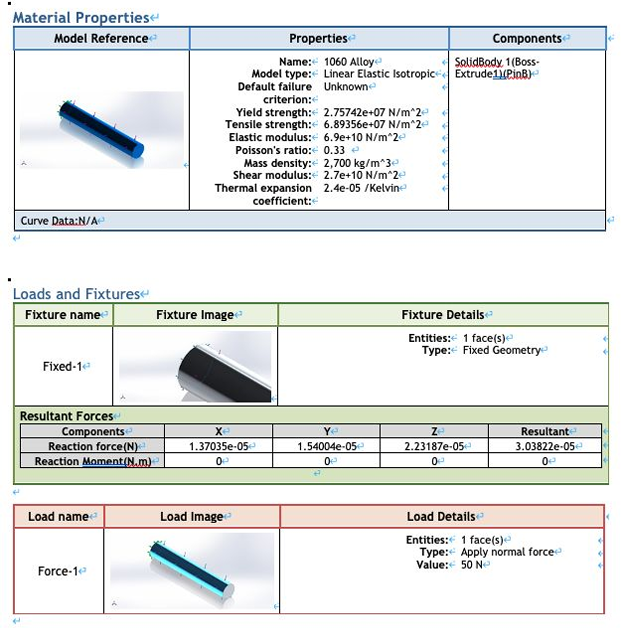 Material Properties
Model Reference Properties Components
Name: 1060 Alloy
Model type: Linear Elastic Isotropic
Default failure criterion: Unknown
Yield strength: 2.75742e+07 N/m^2
Tensile strength: 6.89356e+07 N/m^2
Elastic modulus: 6.9e+10 N/m^2
Poisson's ratio: 0.33
Mass density: 2,700 kg/m^3
Shear modulus: 2.7e+10 N/m^2
Thermal expansion coefficient: 2.4e-05 /Kelvin
SolidBody 1(Boss-
Extrude1)(PinB)
Curve Data:N/A
Loads and Fixtures
Fixture name Fixture Image Fixture Details
Fixed-1
Entities: 1 face(s)
Type: Fixed Geometry
Resultant Forces
Components X Y Z Resultant
Reaction force(N) 1.37035e-05 1.54004e-05 2.23187e-05 3.03822e-05
Reaction Moment(N.m) 0 0 0 0
Load name Load Image Load Details
Force-1
Entities: 1 face(s)
Type: Apply normal force
Value: 50 N